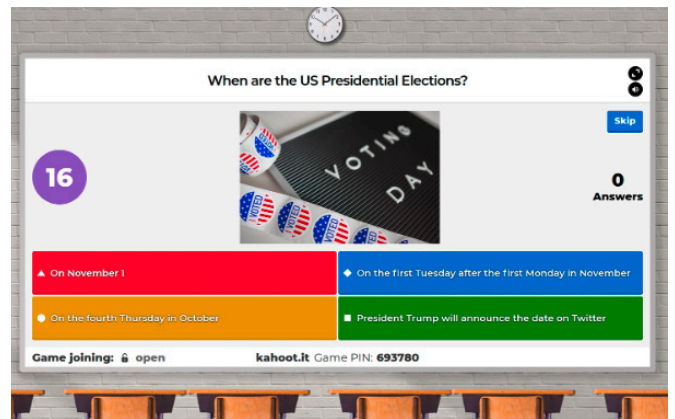 When are the US Presidential Elections?
Skip
VOTING
DAY
I VOTED
16
0
Answers
On November 1
On the first Tuesday after the first Monday in November
On the fourth Thursday in October
President Trump will announce the date on Twitter
Game joining: open
kahoot.it Game PIN: 693780